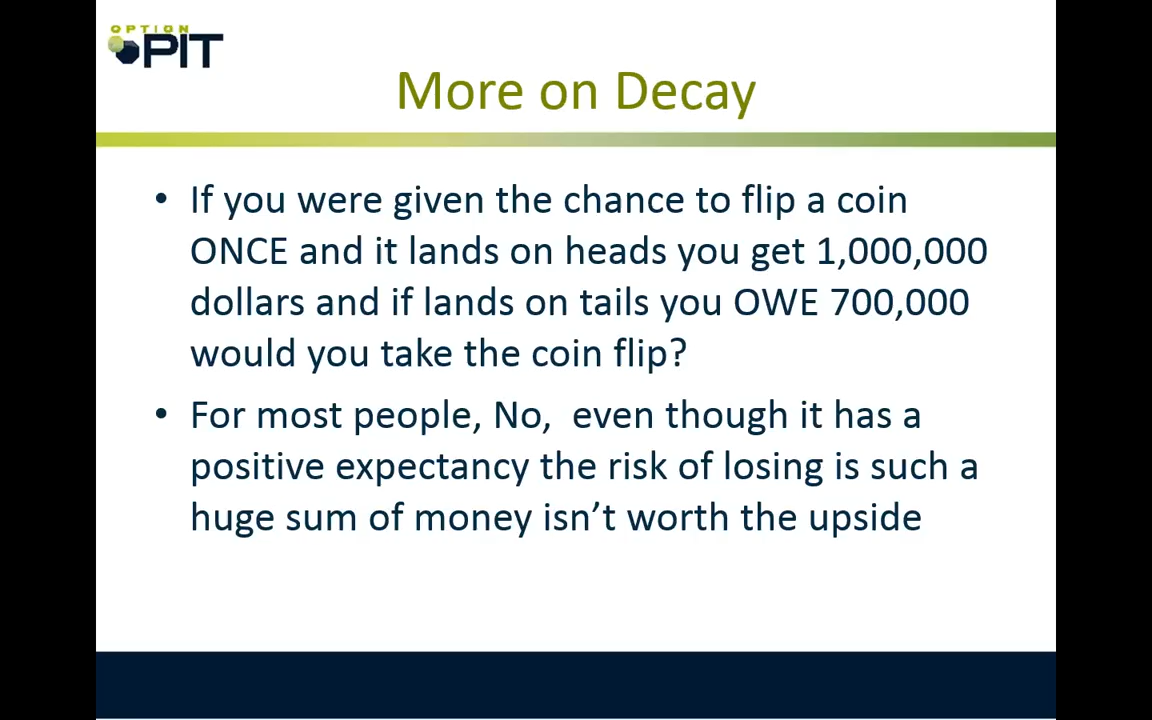 OPTION
PIT
More on Decay
• If you were given the chance to flip a coin
ONCE and it lands on heads you get 1,000,000
dollars and if lands on tails you OWE 700,000
would you take the coin flip?
• For most people, No,  even though it has a
positive expectancy the risk of losing is such a
huge sum of money isn’t worth the upside